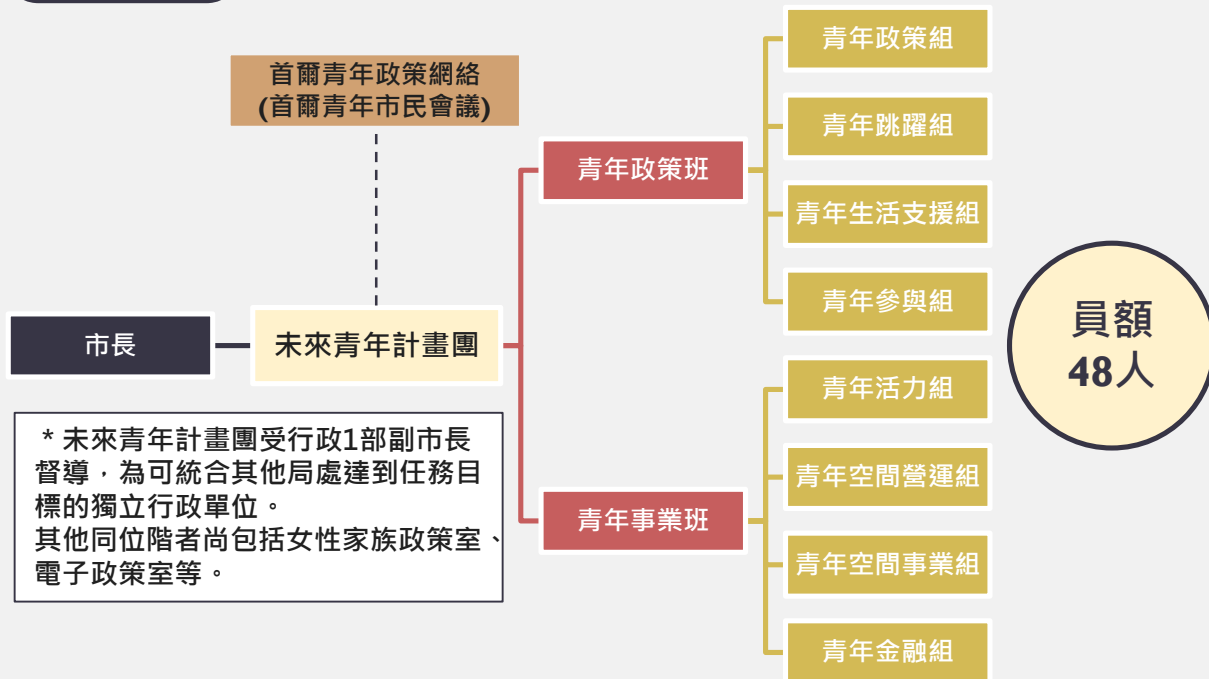 首爾青年政策網絡
(首爾青年市民會議)
市長
未來青年計畫團
青年政策班
青年政策組
青年跳躍組
青年生活支援組
青年參與組
青年事業班
青年活力組
青年空間營運組
青年空間事業組
青年金融組
員額
48人
*未來青年計畫團受行政1部副市長
督導，為可統合其他局處達到任務目
標的獨立行政單位。
其他同位階者尚包括女性家族政策室、
電子政策室等。